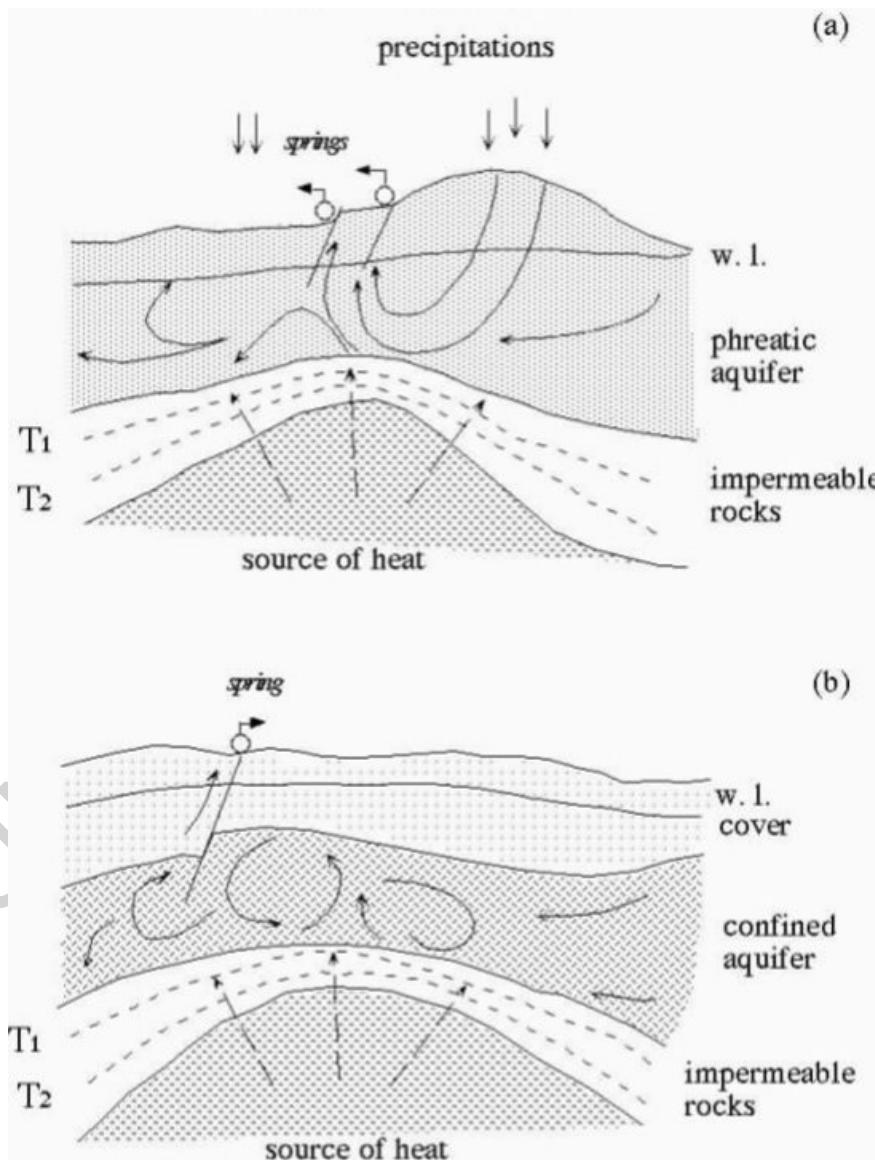 (a)
precipitations
springs
w. l.
phreatic
aquifer
T1
T2
impermeable
rocks
source of heat
(b)
spring
w. l.
cover
confined
aquifer
T1
T2
impermeable
rocks
source of heat